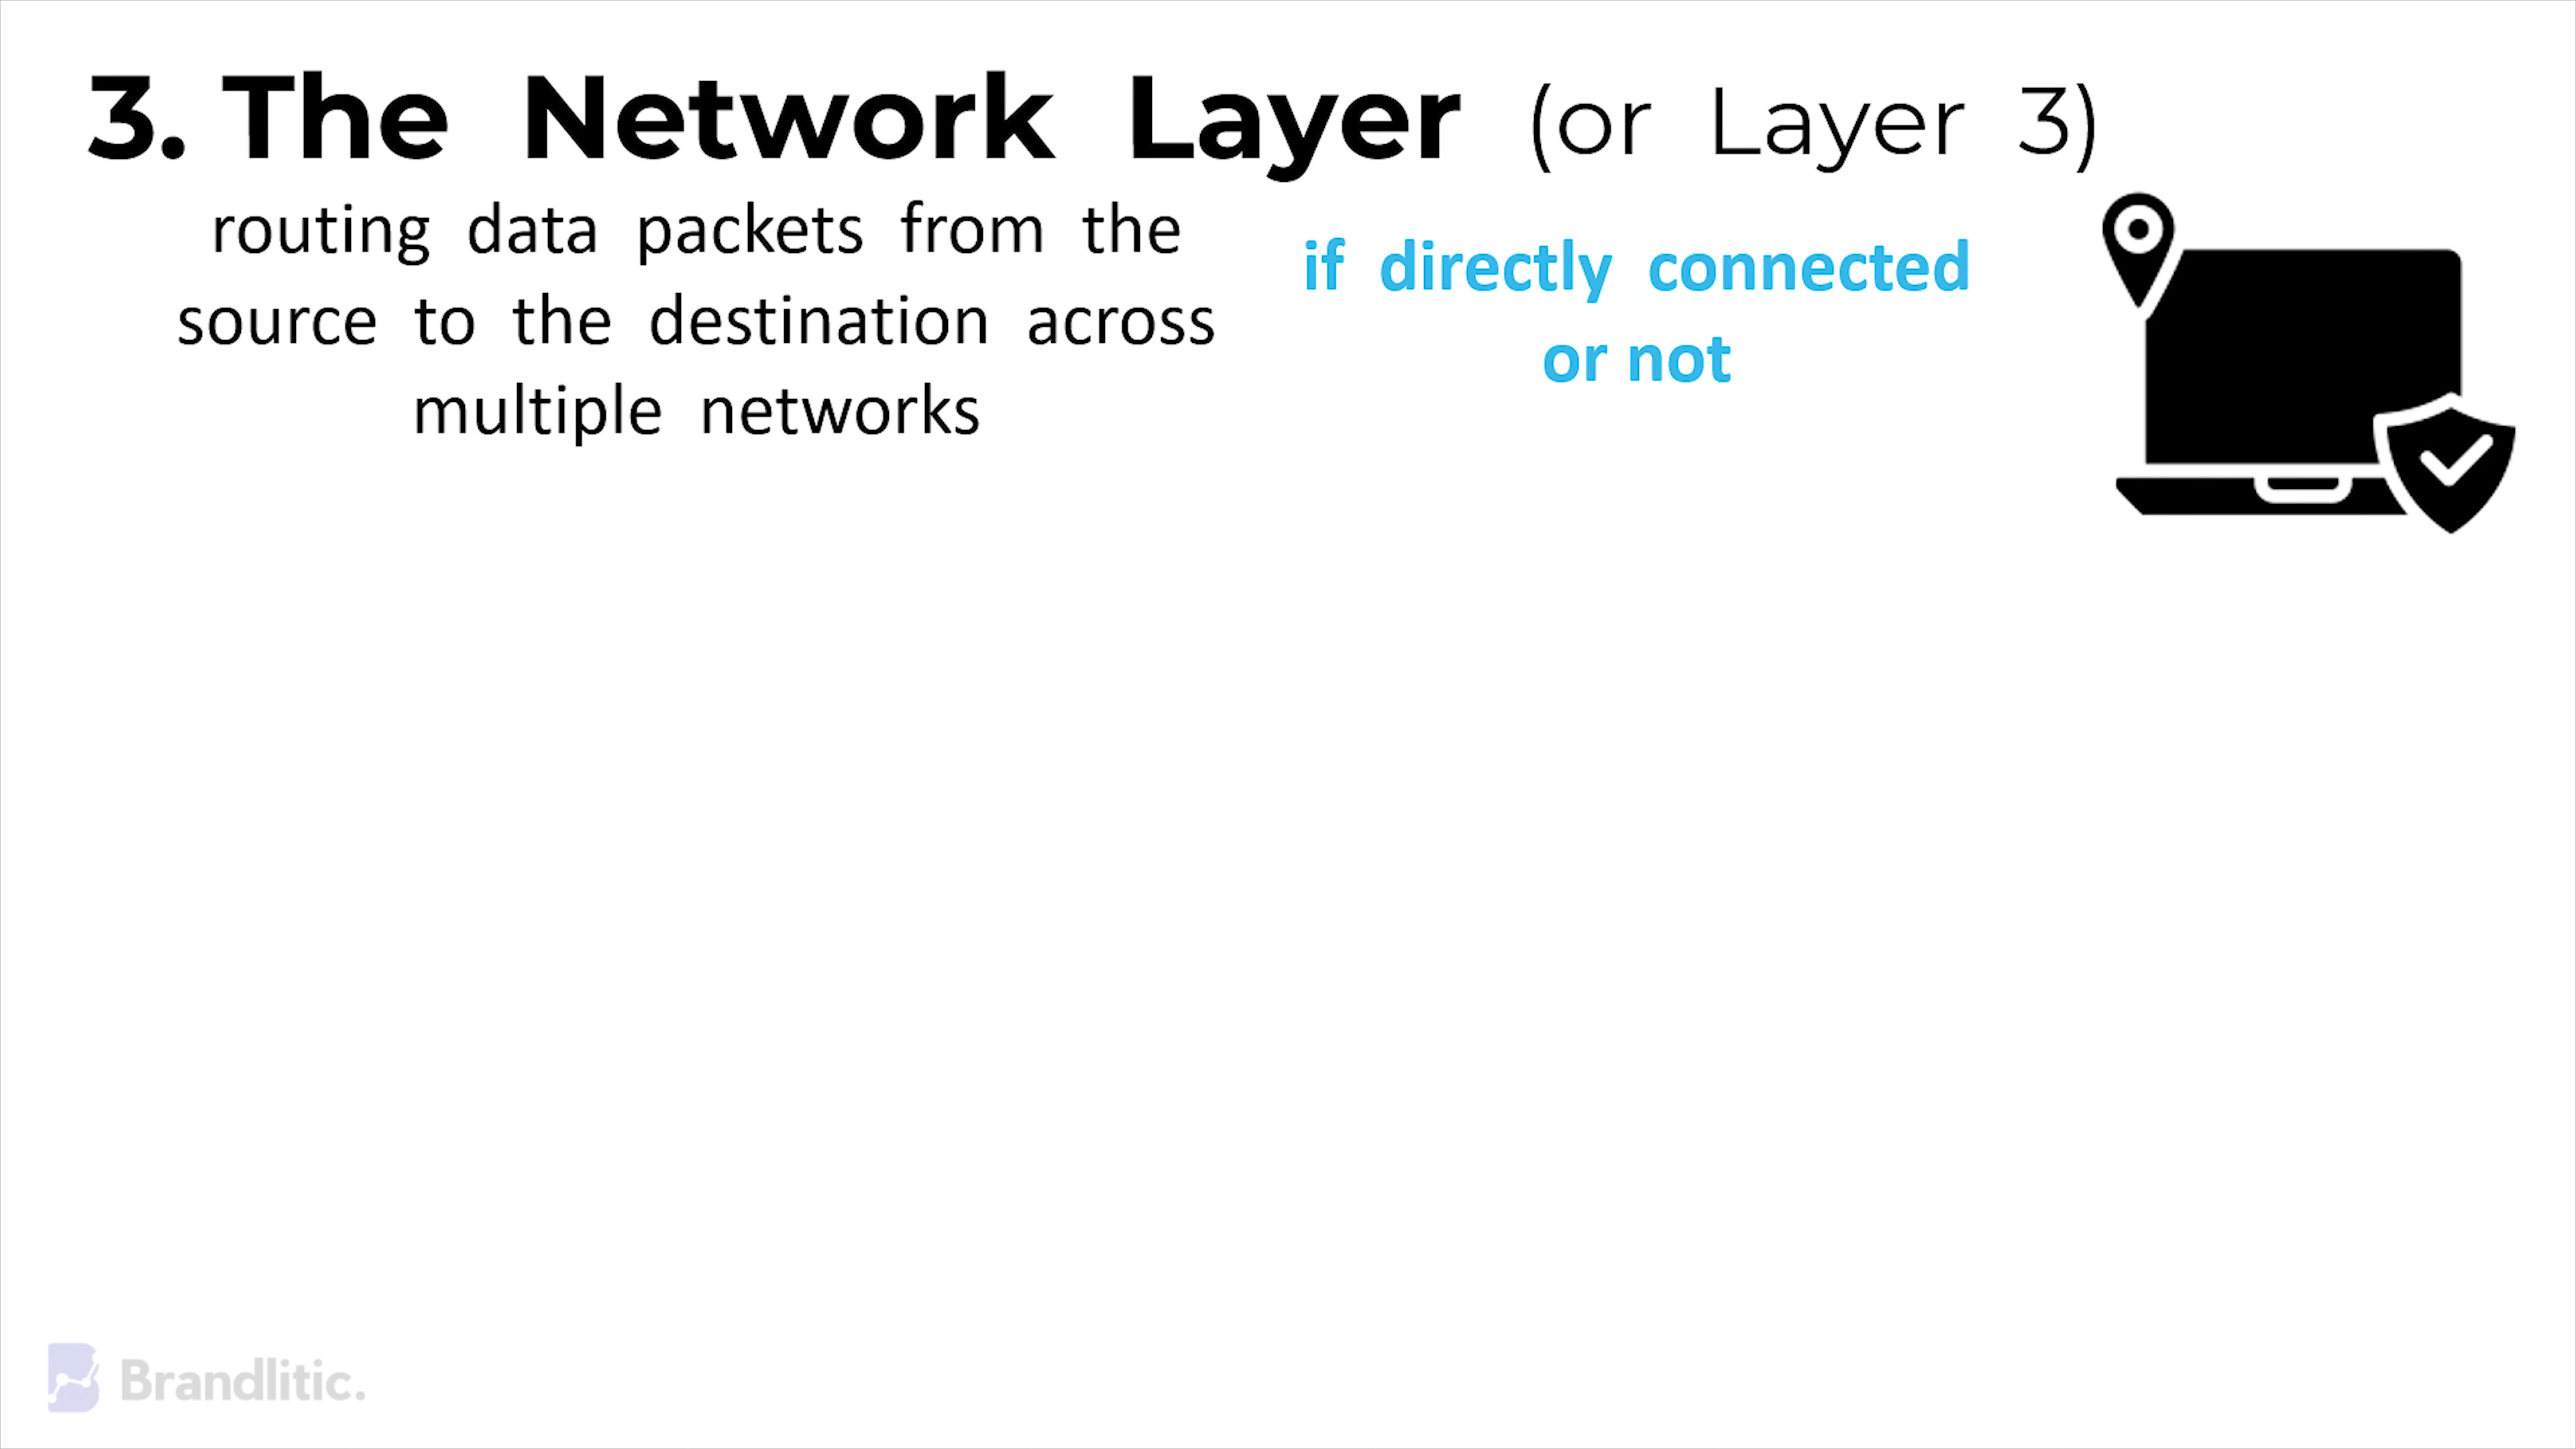 3. The Network Layer (or Layer 3)
routing data packets from the
source to the destination across
multiple networks
if directly connected
or not
Brandlitic.